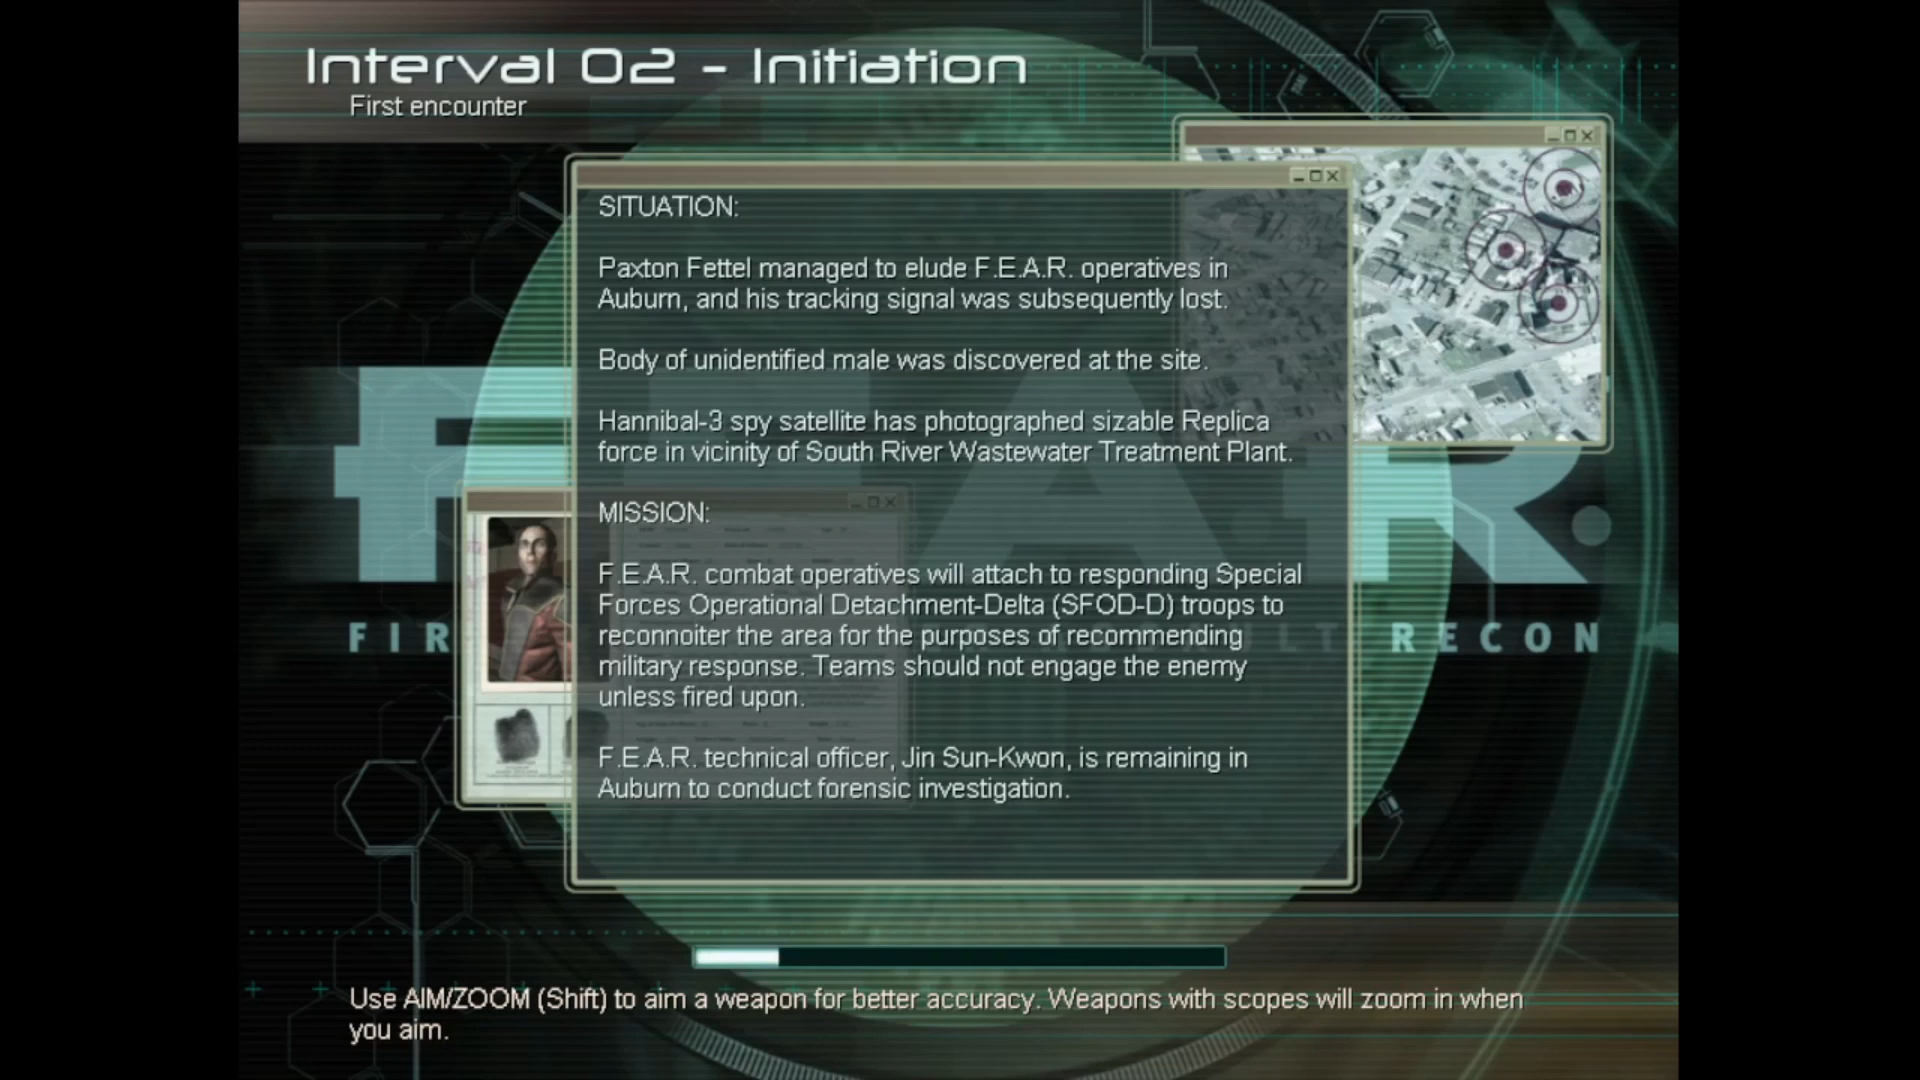 Interval 02 - Initiation
First encounter
SITUATION:
Paxton Fettel managed to elude F.E.A.R. operatives in
Auburn, and his tracking signal was subsequently lost.
Body of unidentified male was discovered at the site.
Hannibal-3 spy satellite has photographed sizable Replica
force in vicinity of South River Wastewater Treatment Plant.
MISSION:
F.E.A.R. combat operatives will attach to responding Special
Forces Operational Detachment-Delta (SFOD-D) troops to
reconnoiter the area for the purposes of recommending
military response. Teams should not engage the enemy
unless fired upon.
F.E.A.R. technical officer, Jin Sun-Kwon, is remaining in
Auburn to conduct forensic investigation.
F.E.A.R.
RECON
Use AIM/ZOOM (Shift) to aim a weapon for better accuracy. Weapons with scopes will zoom in when
you aim.